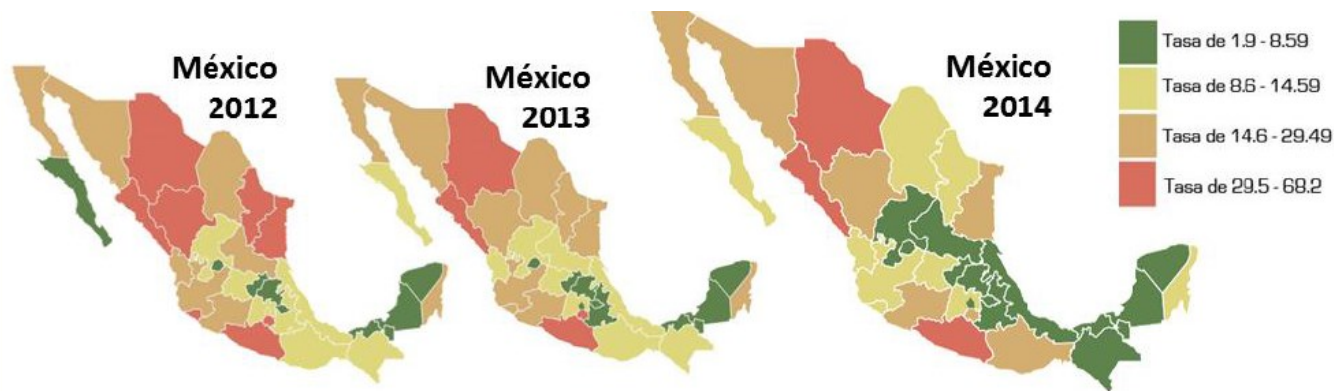 México
2012
México
2013
México
2014
Tasa de 1.9 - 8.59
Tasa de 8.6 - 14.59
Tasa de 14.6 - 29.49
Tasa de 29.5 - 68.2